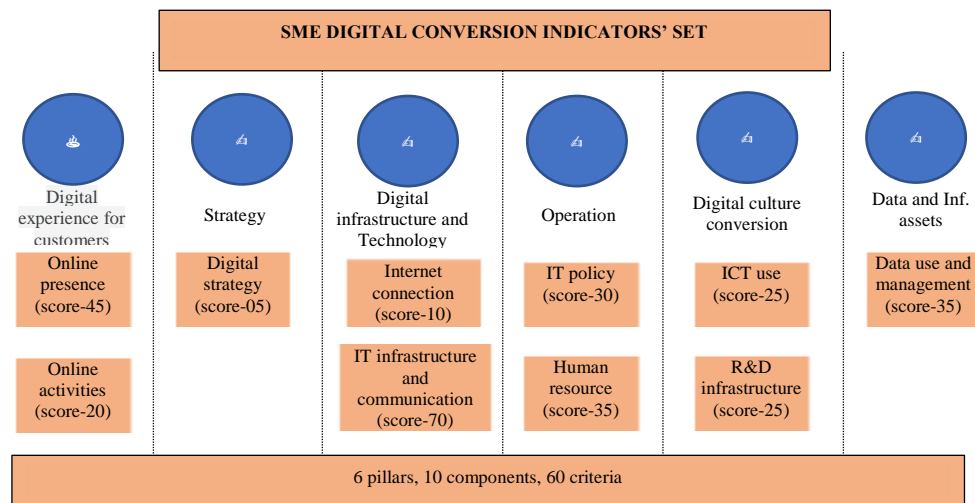 SME DIGITAL CONVERSION INDICATORS' SET
Digital
experience for
customers
Strategy
Digital
infrastructure and
Technology
Operation
Digital culture
conversion
Data and Inf.
assets
Online
presence
(score-45)
Digital
strategy
(score-05)
Internet
connection
(score-10)
IT policy
(score-30)
ICT use
(score-25)
Data use and
management
(score-35)
Online
activities
(score-20)
IT infrastructure
and
communication
(score-70)
Human
resource
(score-35)
R&D
infrastructure
(score-25)
6 pillars, 10 components, 60 criteria